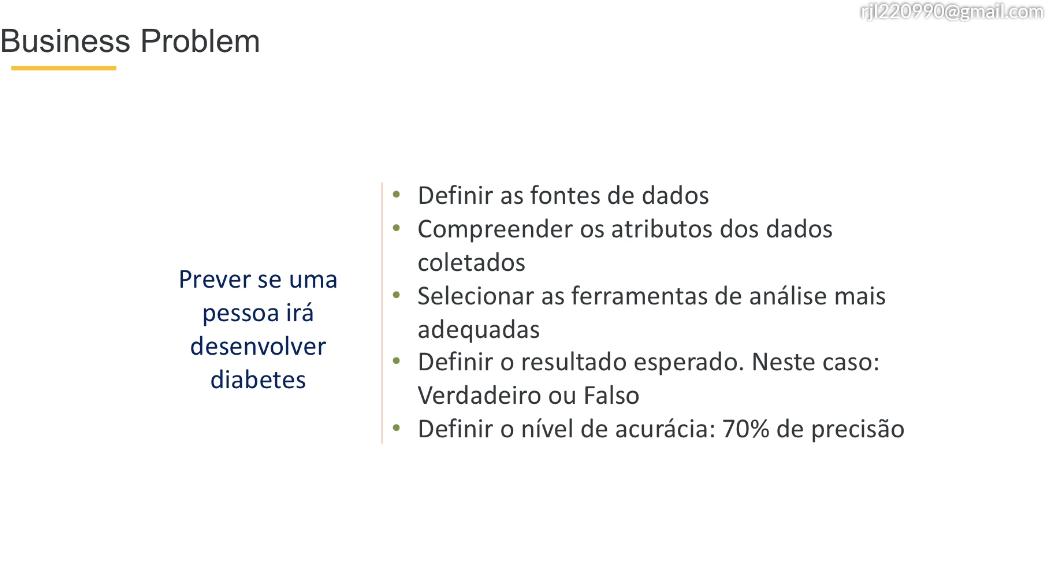 rjl220990@gmail.com
Business Problem
Prever se uma
pessoa irá
desenvolver
diabetes
• Definir as fontes de dados
• Compreender os atributos dos dados
coletados
• Selecionar as ferramentas de análise mais
adequadas
• Definir o resultado esperado. Neste caso:
Verdadeiro ou Falso
• Definir o nível de acurácia: 70% de precisão